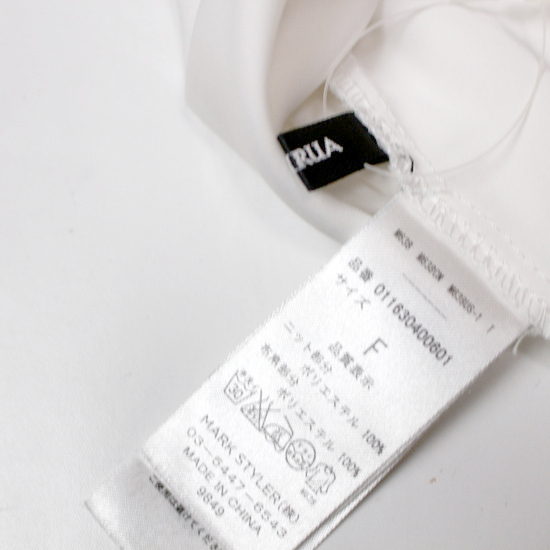 RUA
品番 011630400601
サイズ
F
品質表示
ニット部分
ポリエステル 100%
布帛部分
ポリエステル 100%
MARK STYLER(株)
03-5447-6543
MADE IN CHINA
9849